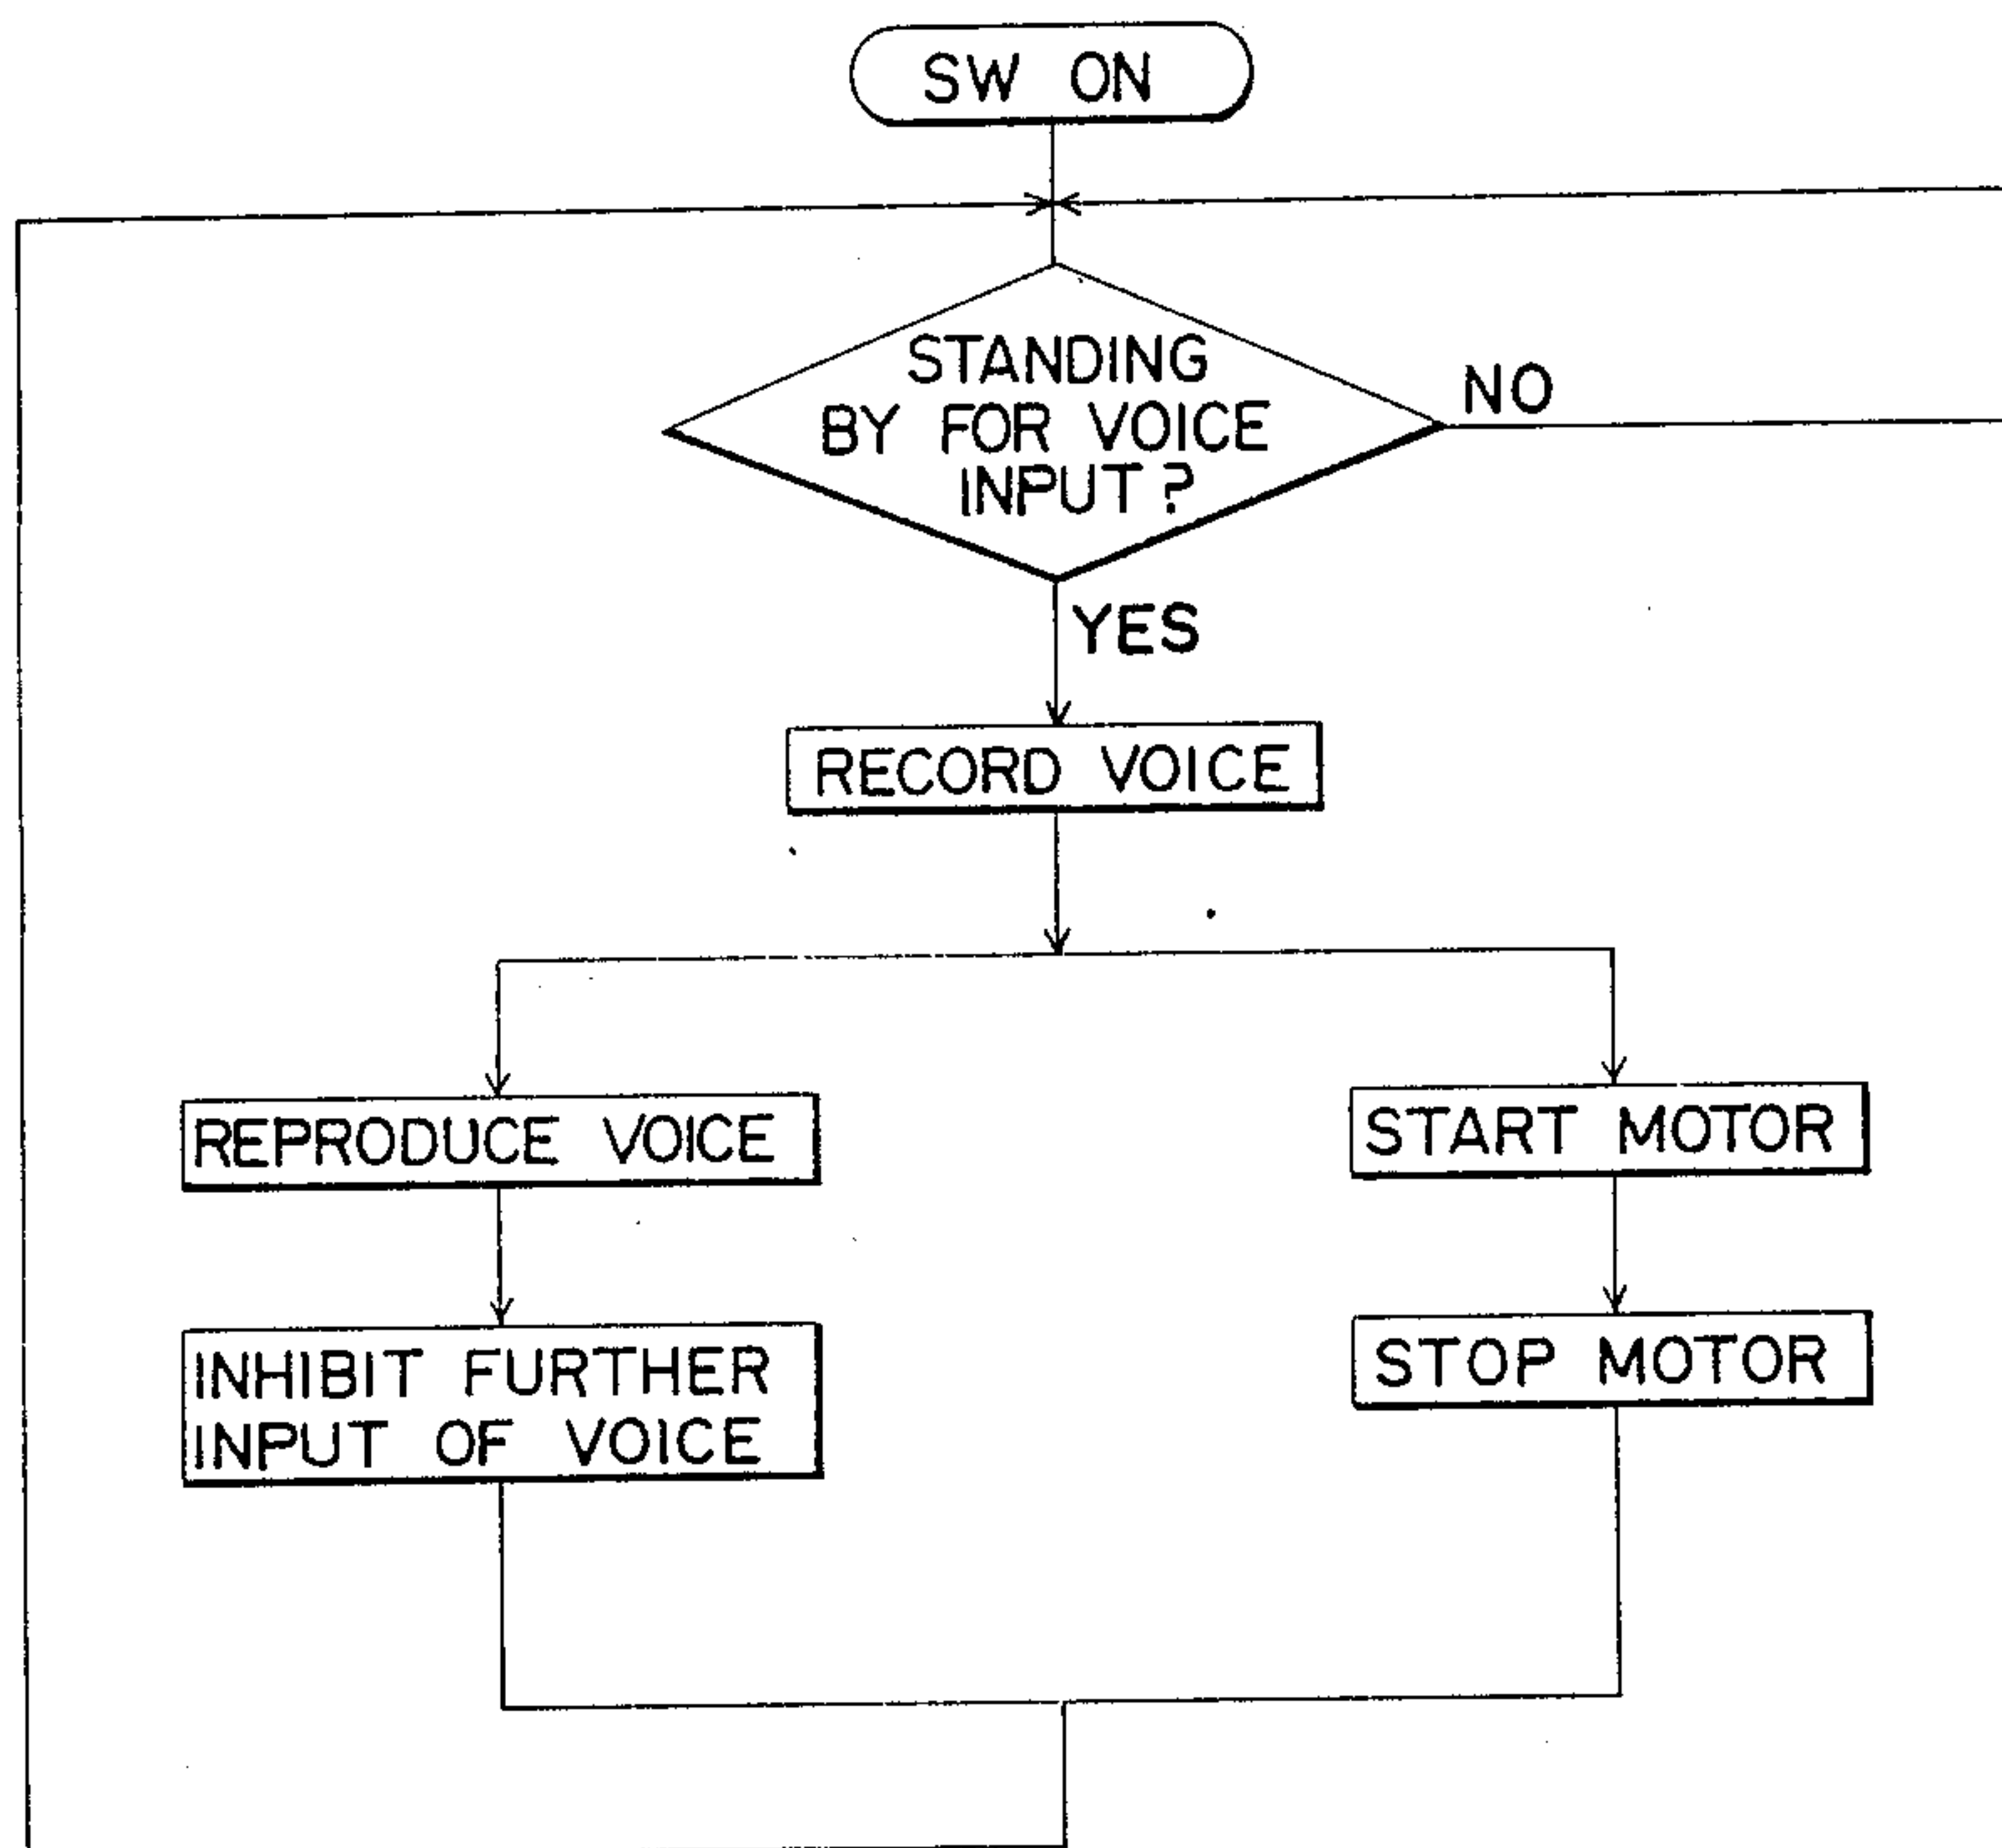 SW ON
STANDING
BY FOR VOICE
INPUT?
NO
YES
RECORD VOICE
REPRODUCE VOICE
START MOTOR
INHIBIT FURTHER
INPUT OF VOICE
STOP MOTOR